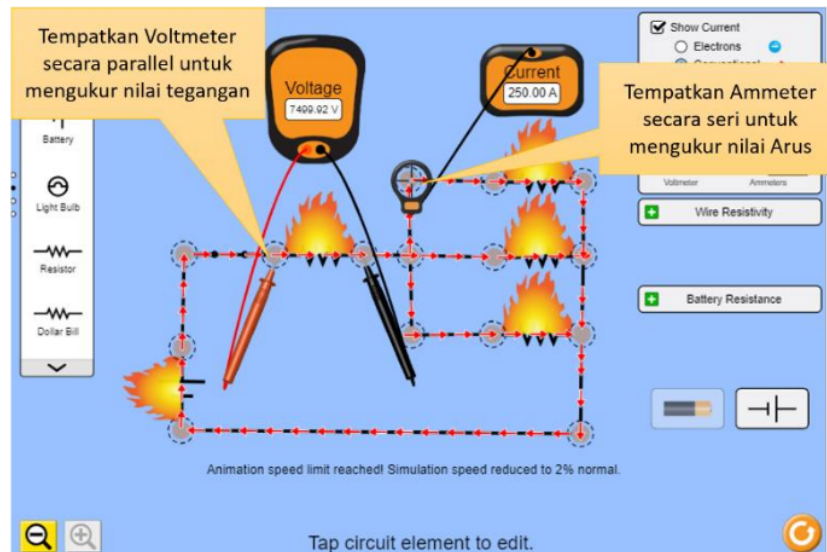 Tempatkan Voltmeter
secara parallel untuk
mengukur nilai tegangan
Voltage
7499.92 V
Current
250.00 A
Show Current
Electrons
Tempatkan Ammeter
secara seri untuk
mengukur nilai Arus
Battery
Light Bulb
Resistor
Dollar Bill
Voltmeter
Ammeters
Wire Resistivity
Battery Resistance
Animation speed limit reached! Simulation speed reduced to 2% normal.
Tap circuit element to edit.